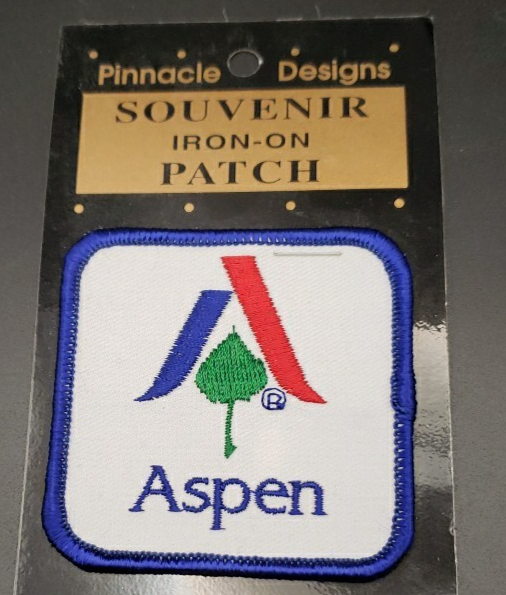 Pinnacle Designs
SOUVENIR
IRON-ON
PATCH
®
Aspen